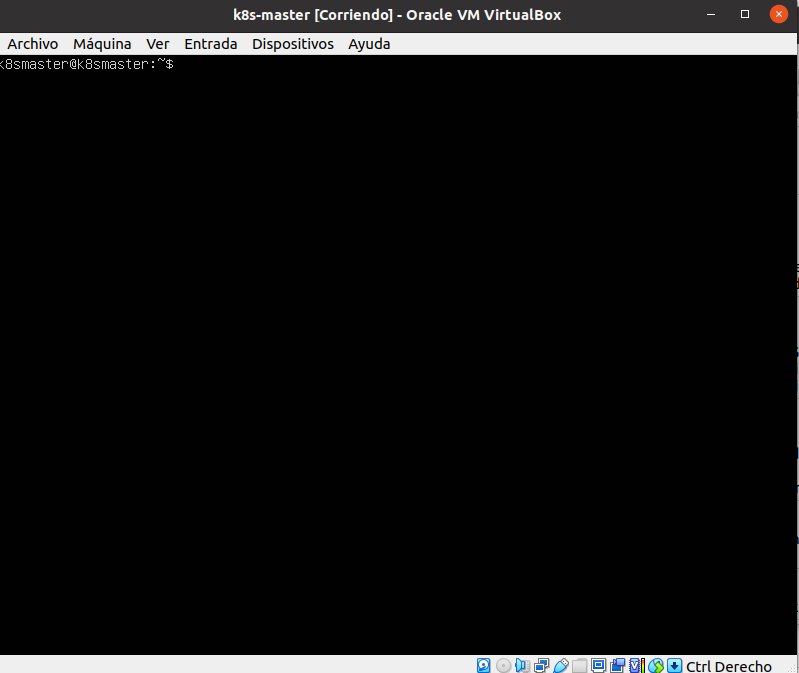 k8s-master [Corriendo] - Oracle VM VirtualBox
Archivo Máquina Ver Entrada Dispositivos Ayuda
k8smaster@k8smaster:~$
Ctrl Derecho